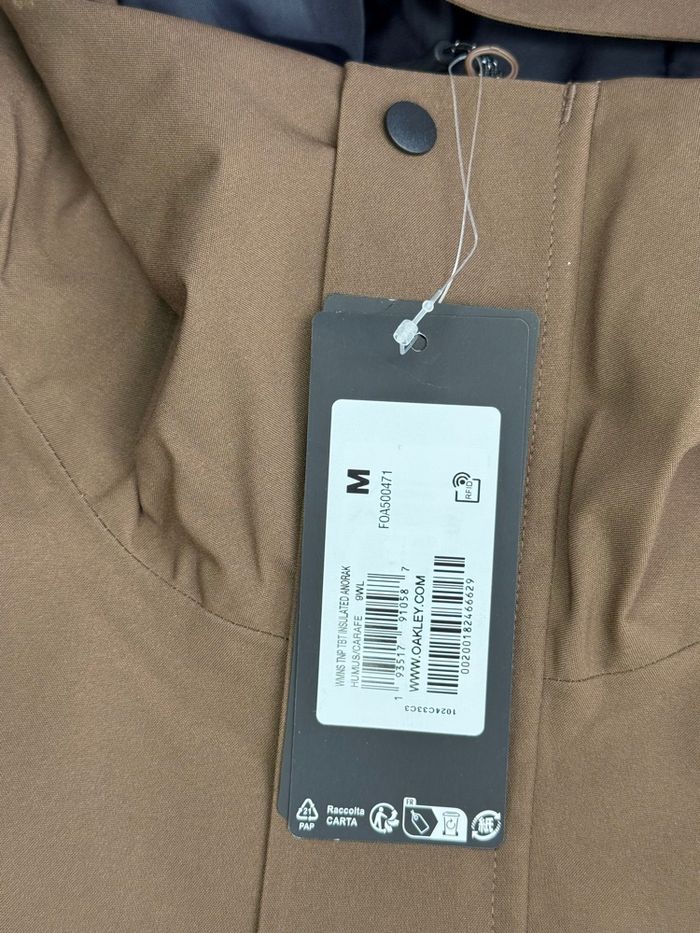 M
FOA500471
RFID
WMNS TNP TBT INSULATED ANORAK
HUMUS/CARAFE 9WL
1 93517 91058 7
WWW.OAKLEY.COM
00200182466629
1024C33C3
21
PAP
Raccolta
CARTA
FR